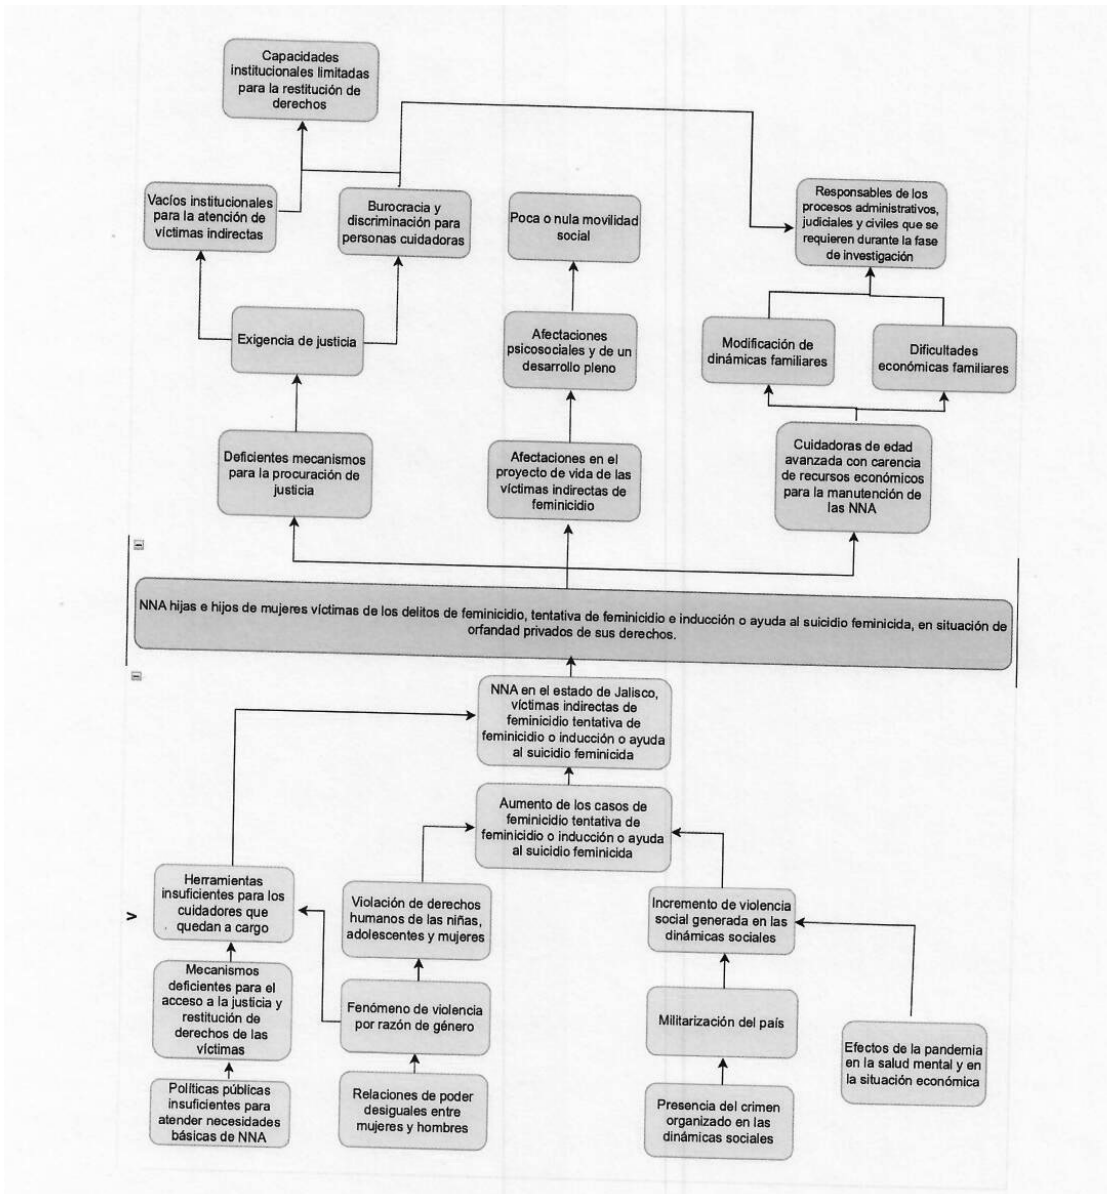 Capacidades
institucionales limitadas
para la restitución de
derechos
Vacíos institucionales
para la atención de
víctimas indirectas
Burocracia y
discriminación para
personas cuidadoras
Poca o nula movilidad
social
Responsables de los
procesos administrativos,
judiciales y civiles que se
requieren durante la fase
de investigación
Exigencia de justicia
Afectaciones
psicosociales y de un
desarrollo pleno
Modificación de
dinámicas familiares
Dificultades
económicas familiares
Deficientes mecanismos
para la procuración de
justicia
Afectaciones en el
proyecto de vida de las
víctimas indirectas de
feminicidio
Cuidadoras de edad
avanzada con carencia
de recursos económicos
para la manutención de
las NNA
NNA hijas e hijos de mujeres víctimas de los delitos de feminicidio, tentativa de feminicidio e inducción o ayuda al suicidio feminicida, en situación de
orfandad privados de sus derechos.
NNA en el estado de Jalisco,
víctimas indirectas de
feminicidio tentativa de
feminicidio o inducción o ayuda
al suicidio feminicida
Aumento de los casos de
feminicidio tentativa de
feminicidio o inducción o ayuda
al suicidio feminicida
Herramientas
insuficientes para los
cuidadores que
quedan a cargo
Violación de derechos
humanos de las niñas,
adolescentes y mujeres
Incremento de violencia
social generada en las
dinámicas sociales
Mecanismos
deficientes para el
acceso a la justicia y
restitución de
derechos de las
víctimas
Fenómeno de violencia
por razón de género
Militarización del país
Efectos de la pandemia
en la salud mental y en
la situación económica
Políticas públicas
insuficientes para
atender necesidades
básicas de NNA
Relaciones de poder
desiguales entre
mujeres y hombres
Presencia del crimen
organizado en las
dinámicas sociales